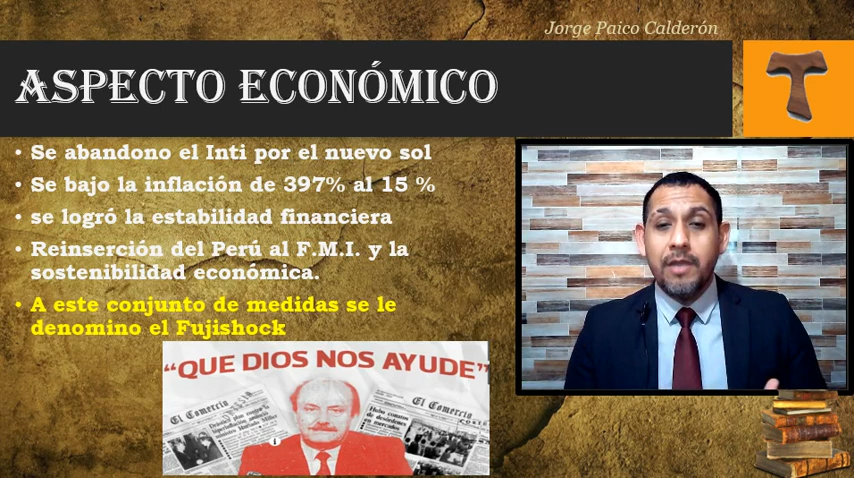 Jorge Paico Calderón
ASPECTO ECONÓMICO
• Se abandono el Inti por el nuevo sol
• Se bajo la inflación de 397% al 15 %
• se logró la estabilidad financiera
• Reinserción del Perú al F.M.I. y la
sostenibilidad económica.
• A este conjunto de medidas se le
denomino el Fujishock
“QUE DIOS NOS AYUDE”
El Comercio
El Comercio